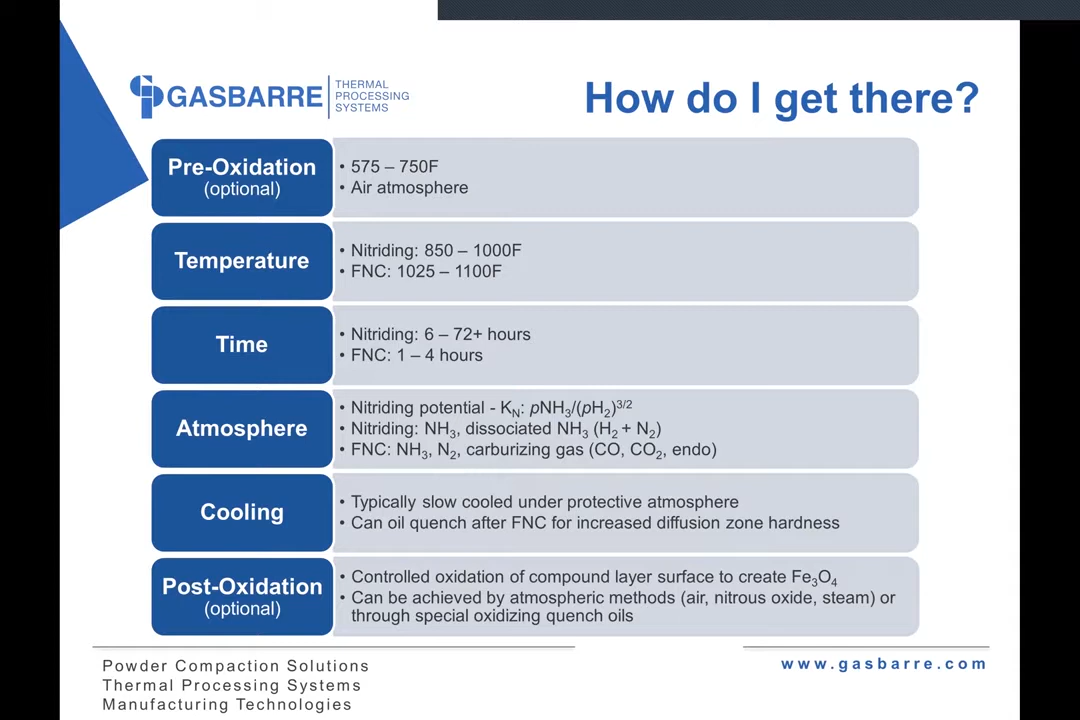 GASBARRE
THERMAL
PROCESSING
SYSTEMS
How do I get there?
Pre-Oxidation
(optional)
• 575 – 750F
• Air atmosphere
Temperature
• Nitriding: 850 – 1000F
• FNC: 1025 – 1100F
Time
• Nitriding: 6 – 72+ hours
• FNC: 1 – 4 hours
Atmosphere
• Nitriding potential - K_N: pNH₃/(pH₂)^3/2
• Nitriding: NH₃, dissociated NH₃ (H₂ + N₂)
• FNC: NH₃, N₂, carburizing gas (CO, CO₂, endo)
Cooling
• Typically slow cooled under protective atmosphere
• Can oil quench after FNC for increased diffusion zone hardness
Post-Oxidation
(optional)
• Controlled oxidation of compound layer surface to create Fe₃O₄
• Can be achieved by atmospheric methods (air, nitrous oxide, steam) or
through special oxidizing quench oils
Powder Compaction Solutions
Thermal Processing Systems
Manufacturing Technologies
www.gasbarre.com